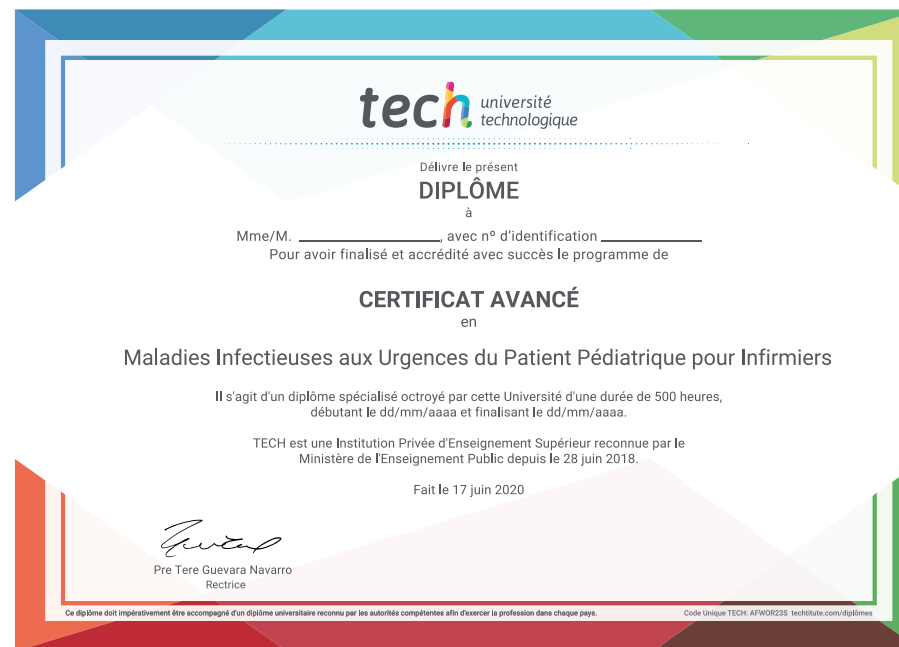 tech université
technologique
Délivre le présent
DIPLÔME
à
Mme/M. ____________________, avec nº d'identification ______________
Pour avoir finalisé et accrédité avec succès le programme de
CERTIFICAT AVANCÉ
en
Maladies Infectieuses aux Urgences du Patient Pédiatrique pour Infirmiers
Il s'agit d'un diplôme spécialisé octroyé par cette Université d'une durée de 500 heures,
débutant le dd/mm/aaaa et finalisant le dd/mm/aaaa.
TECH est une Institution Privée d'Enseignement Supérieur reconnue par le
Ministère de l'Enseignement Public depuis le 28 juin 2018.
Fait le 17 juin 2020
Pre Tere Guevara Navarro
Rectrice
Ce diplôme doit impérativement être accompagné d'un diplôme universitaire reconnu par les autorités compétentes afin d'exercer la profession dans chaque pays.
Code Unique TECH: AFWOR23S techtitute.com/diplômes